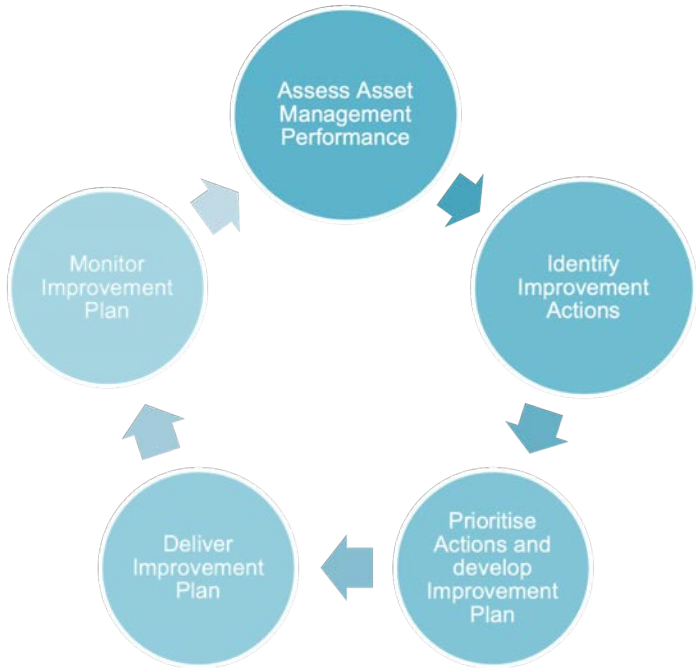 Assess Asset
Management
Performance
Identify
Improvement
Actions
Prioritise
Actions and
develop
Improvement
Plan
Deliver
Improvement
Plan
Monitor
Improvement
Plan